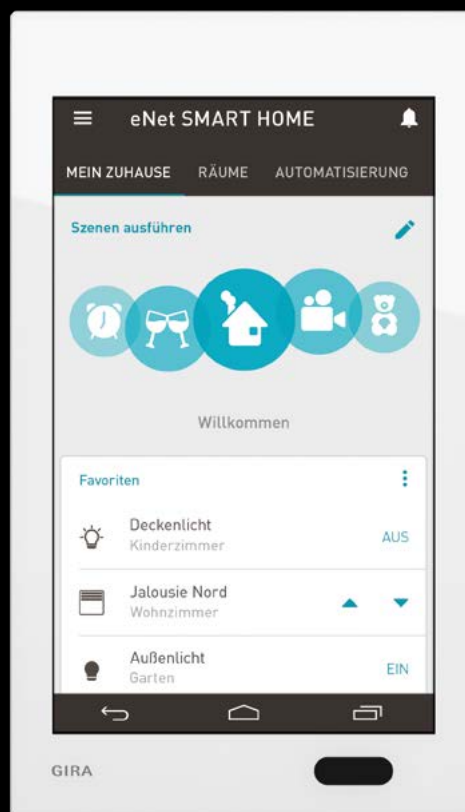 eNet SMART HOME
MEIN ZUHAUSE RÄUME AUTOMATISIERUNG
Szenen ausführen
Willkommen
Favoriten
Deckenlicht
Kinderzimmer
AUS
Jalousie Nord
Wohnzimmer
Außenlicht
Garten
EIN
GIRA